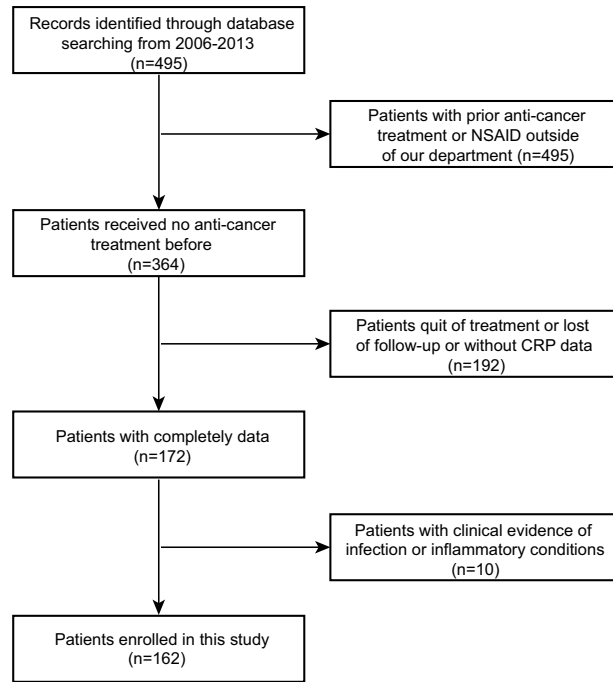 Records identified through database
searching from 2006-2013
(n=495)
Patients with prior anti-cancer
treatment or NSAID outside
of our department (n=495)
Patients received no anti-cancer
treatment before
(n=364)
Patients quit of treatment or lost
of follow-up or without CRP data
(n=192)
Patients with completely data
(n=172)
Patients with clinical evidence of
infection or inflammatory conditions
(n=10)
Patients enrolled in this study
(n=162)